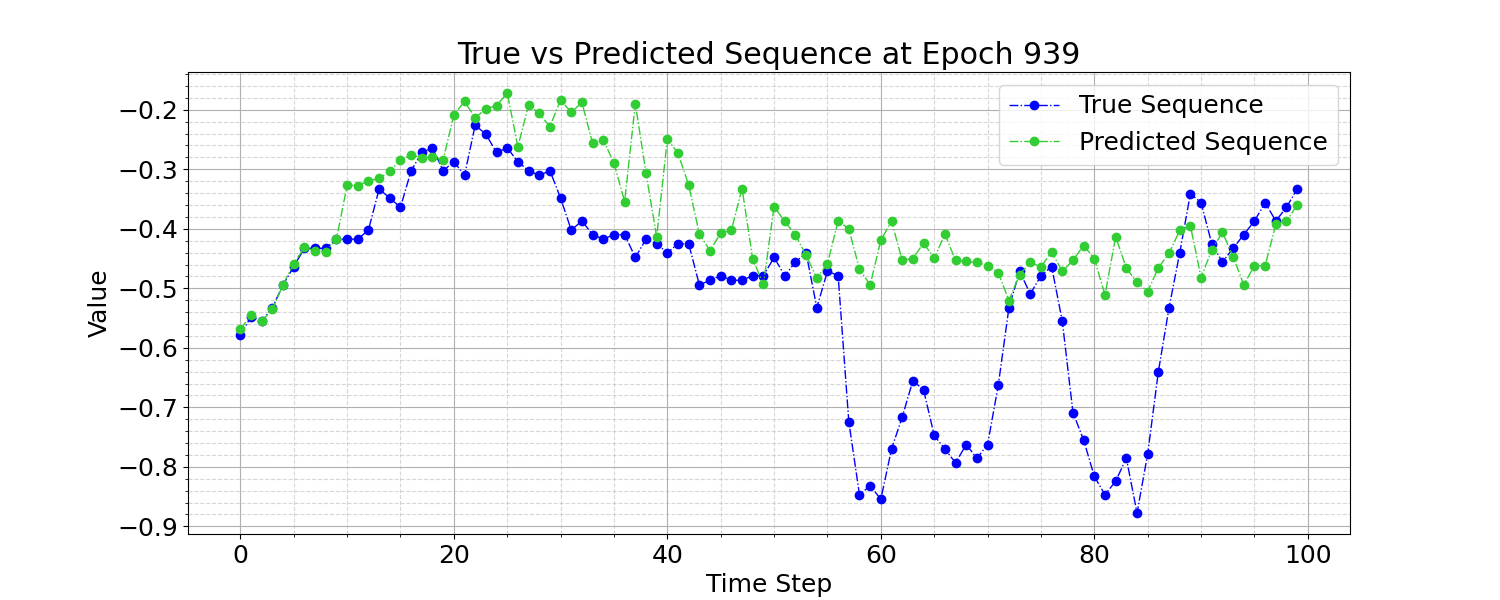 True vs Predicted Sequence at Epoch 939
True Sequence
Predicted Sequence
Value
−0.2
−0.3
−0.4
−0.5
−0.6
−0.7
−0.8
−0.9
0 20 40 60 80 100
Time Step